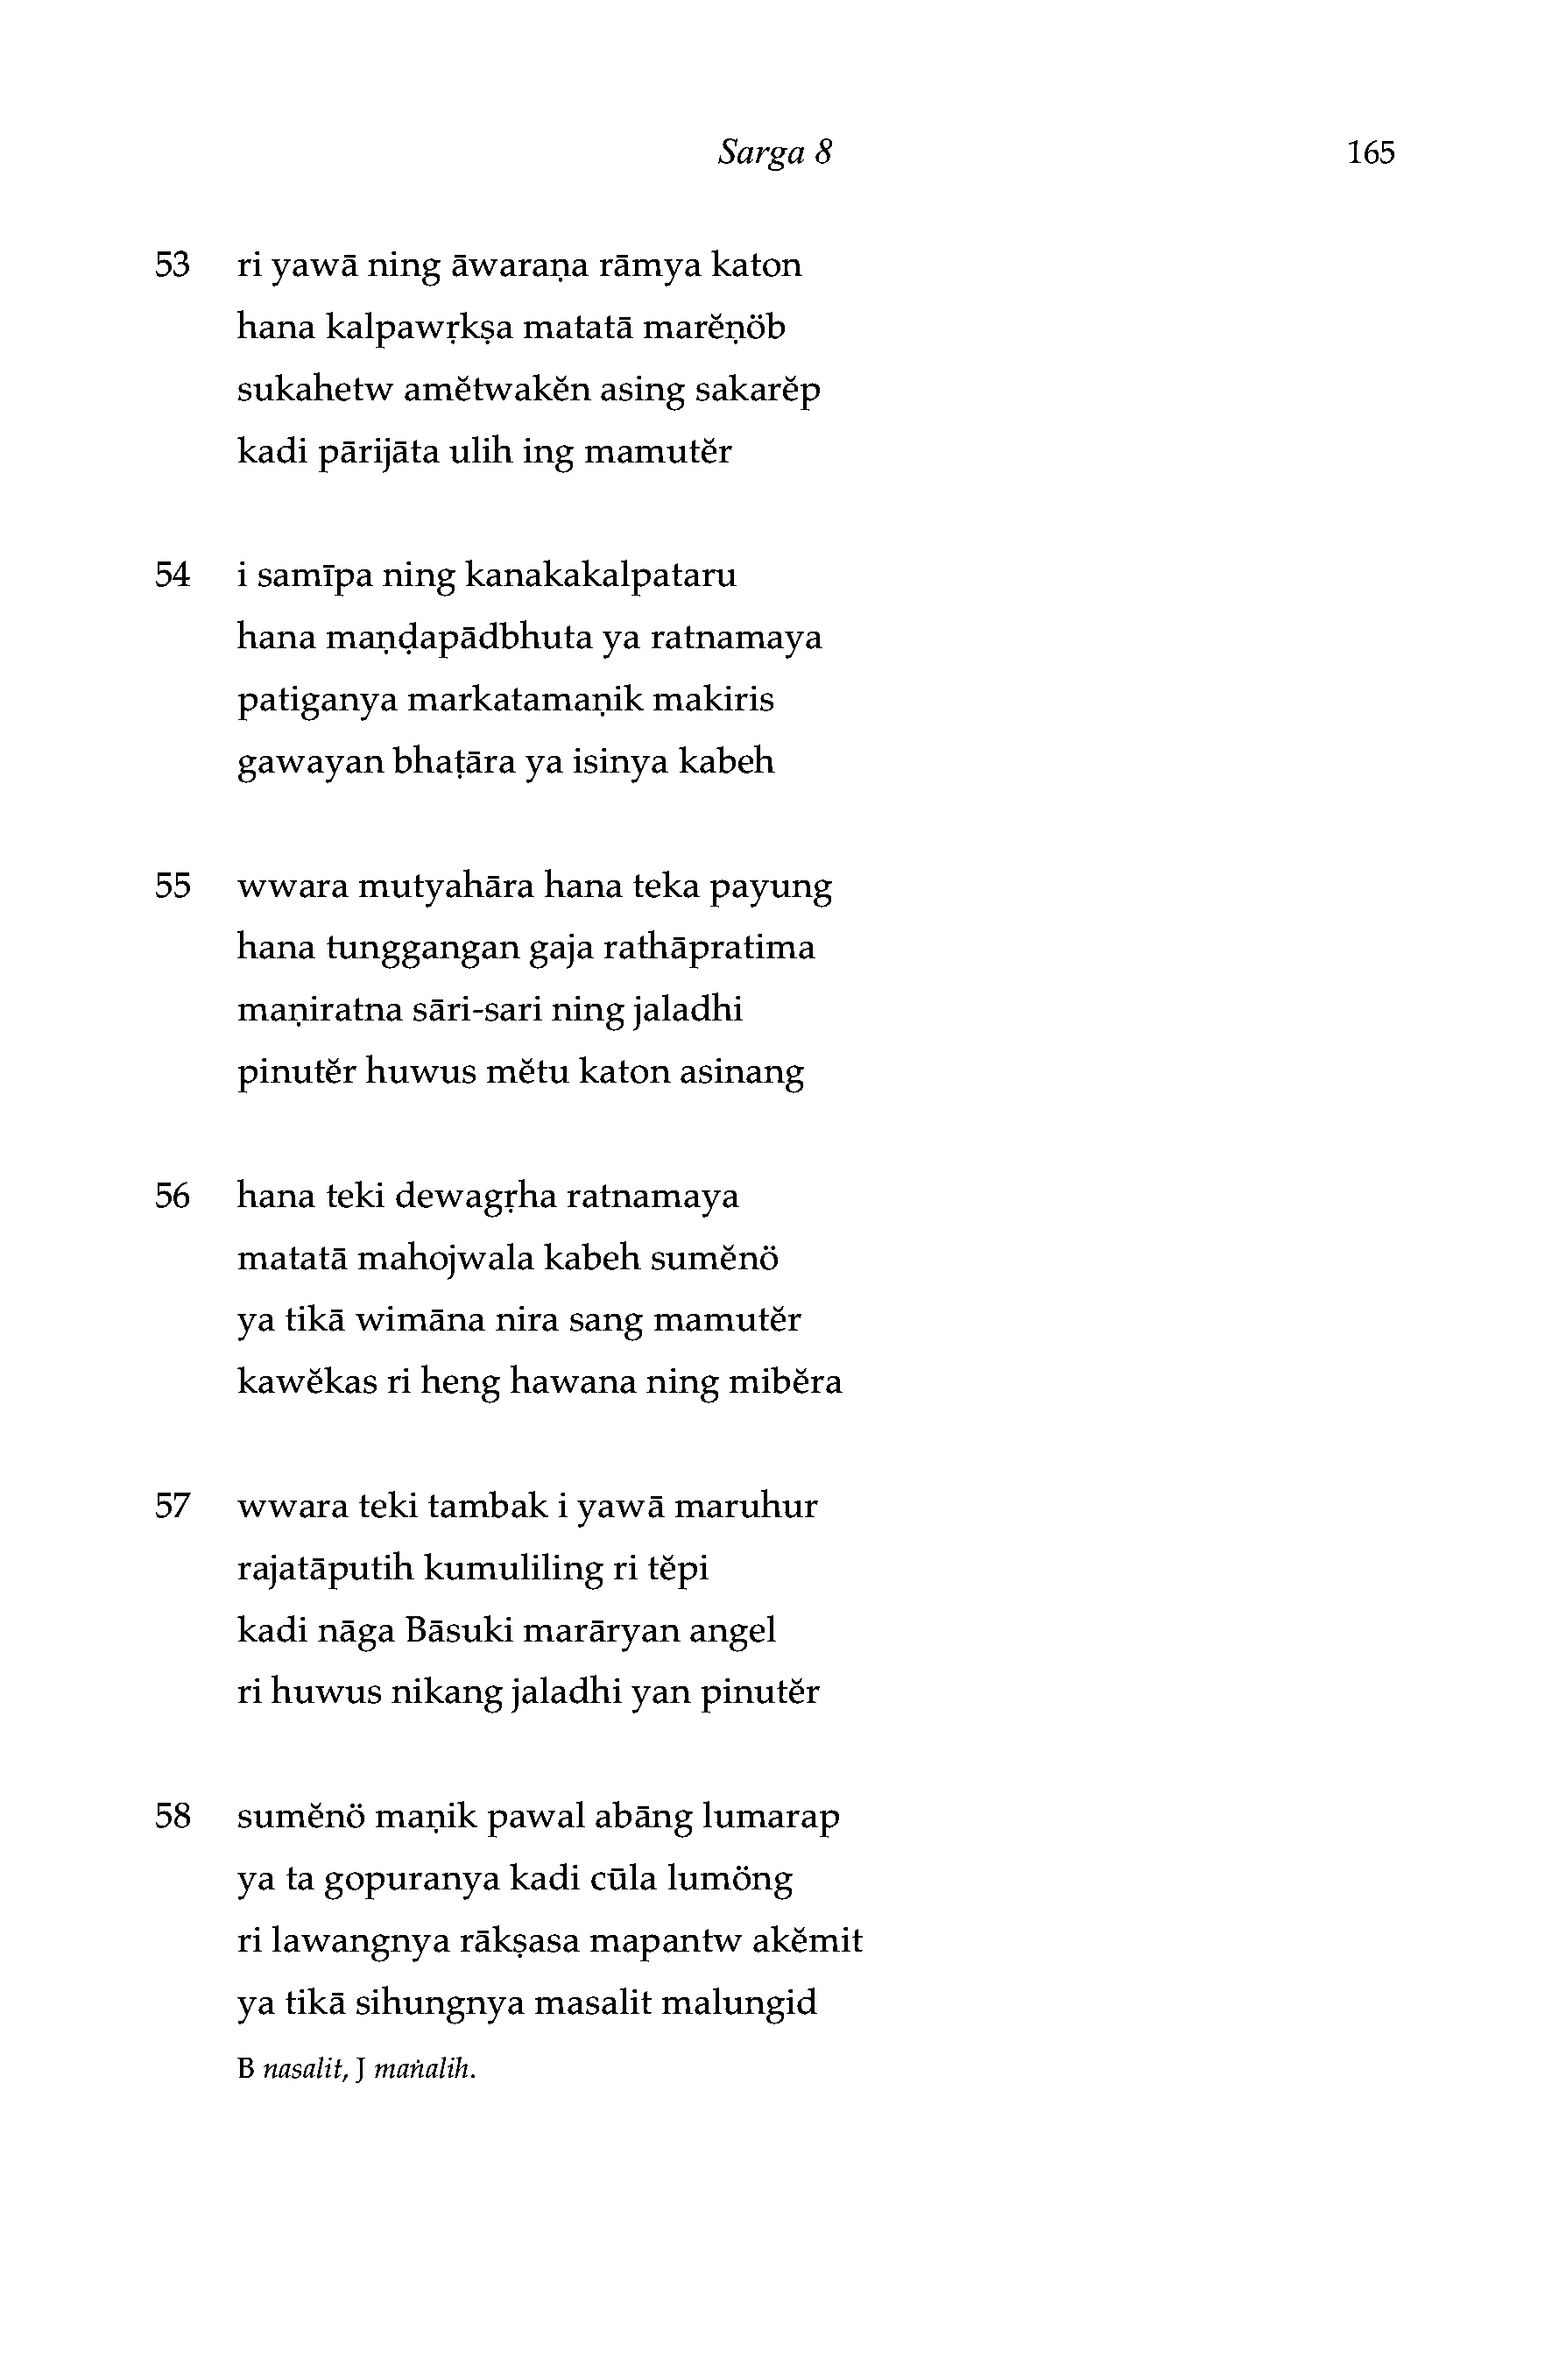 Sarga 8 165
53 ri yawā ning āwaraṇa rāmya katon
hana kalpawṛkṣa matatā marĕṇöb
sukahetw amĕtwakĕn asing sakarĕp
kadi pārijāta ulih ing mamutĕr
54 i samīpa ning kanakakalpataru
hana maṇḍapādbhuta ya ratnamaya
patiganya markatamaṇik makiris
gawayan bhaṭāra ya isinya kabeh
55 wwara mutyahāra hana teka payung
hana tunggangan gaja rathāpratima
maṇiratna sāri-sari ning jaladhi
pinutĕr huwus mĕtu katon asinang
56 hana teki dewagṛha ratnamaya
matatā mahojwala kabeh sumĕnö
ya tikā wimāna nira sang mamutĕr
kawĕkas ri heng hawana ning mibĕra
57 wwara teki tambak i yawā maruhur
rajatāputih kumuliling ri tĕpi
kadi nāga Bāsuki marāryan angel
ri huwus nikang jaladhi yan pinutĕr
58 sumĕnö maṇik pawal abāng lumarap
ya ta gopuranya kadi cūla lumöng
ri lawangnya rākṣasa mapantw akĕmit
ya tikā sihungnya masalit malungid
B nasalit, J maṅalih.